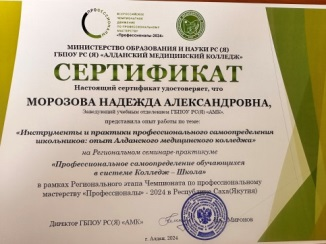 ВСЕРОССИЙСКОЕ
ЧЕМПИОНАТНОЕ
ДВИЖЕНИЕ
ПО ПРОФЕССИОНАЛЬНОМУ
МАСТЕРСТВУ
«Профессионалы 2024»
МИНИСТЕРСТВО ОБРАЗОВАНИЯ И НАУКИ РС (Я)
ГБПОУ РС (Я) «АЛДАНСКИЙ МЕДИЦИНСКИЙ КОЛЛЕДЖ»
СЕРТИФИКАТ
Настоящий сертификат удостоверяет, что
МОРОЗОВА НАДЕЖДА АЛЕКСАНДРОВНА,
Заведующий учебным отделением ГБПОУ РС(Я) «АМК»
представила опыт работы по теме:
«Инструменты и практики профессионального самоопределения
школьников: опыт Алданского медицинского колледжа»
на Региональном семинаре-практикуме
«Профессиональное самоопределение обучающихся
в системе Колледж - Школа»
в рамках Регионального этапа Чемпионата по профессиональному
мастерству «Профессионалы» - 2024 в Республике Саха(Якутия)
Директор ГБПОУ РС(Я) «АМК»
Миронов
г. Алдан, 2024